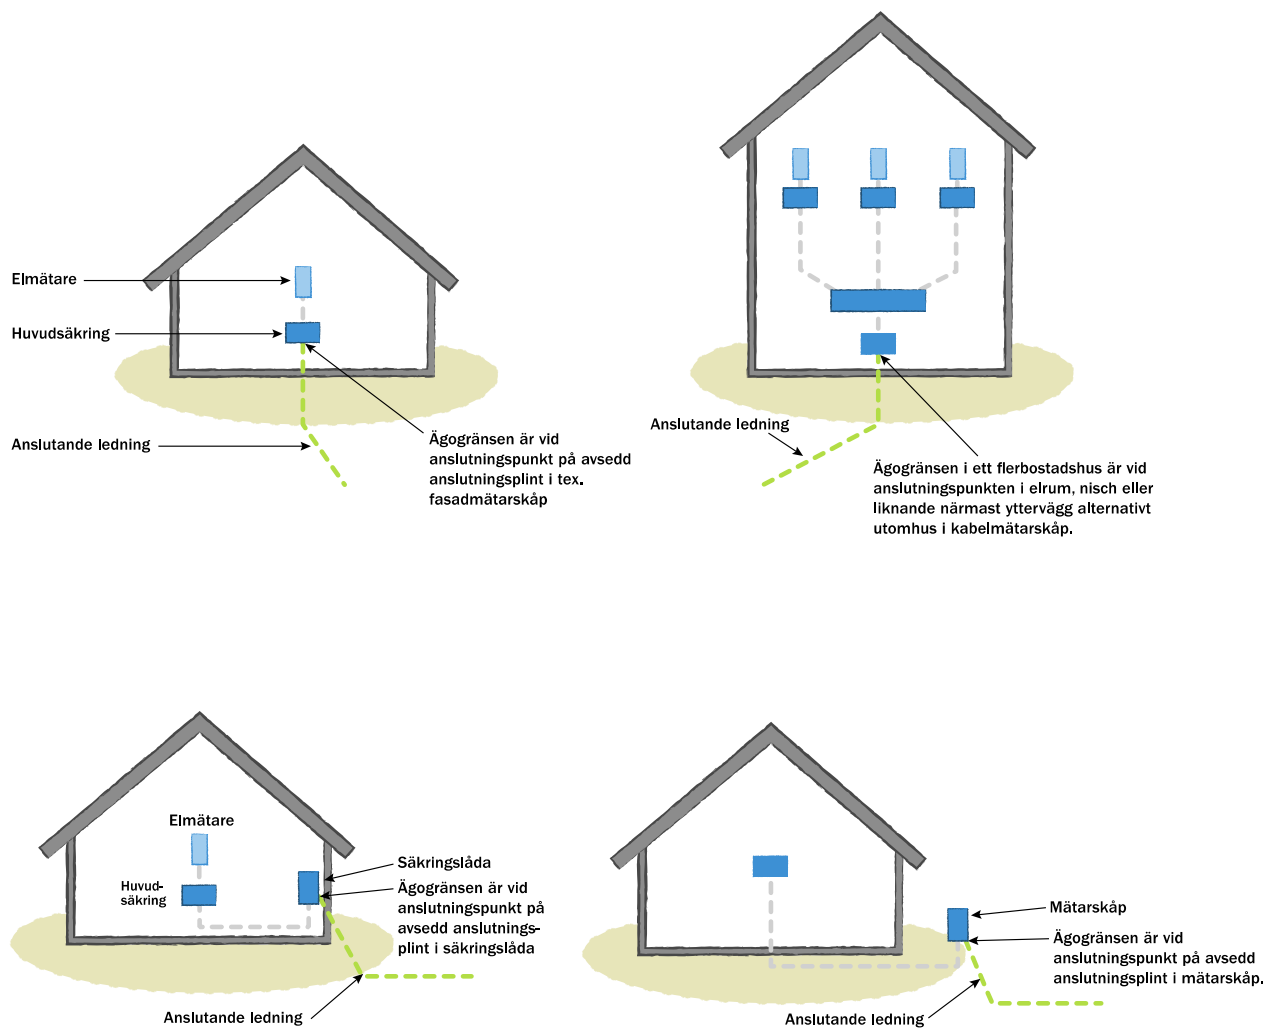 Elmätare
Huvudsäkring
Anslutande ledning
Ägogränsen är vid
anslutningspunkt på avsedd
anslutningsplint i tex.
fasadmätarskåp
Anslutande ledning
Ägogränsen i ett flerbostadshus är vid
anslutningspunkten i elrum, nisch eller
liknande närmast yttervägg alternativt
utomhus i kabelmätarskåp.
Elmätare
Huvud-
säkring
Säkringslåda
Ägogränsen är vid
anslutningspunkt på
avsedd anslutnings-
plint i säkringslåda
Anslutande ledning
Mätarskåp
Ägogränsen är vid
anslutningspunkt på avsedd
anslutningsplint i mätarskåp.
Anslutande ledning